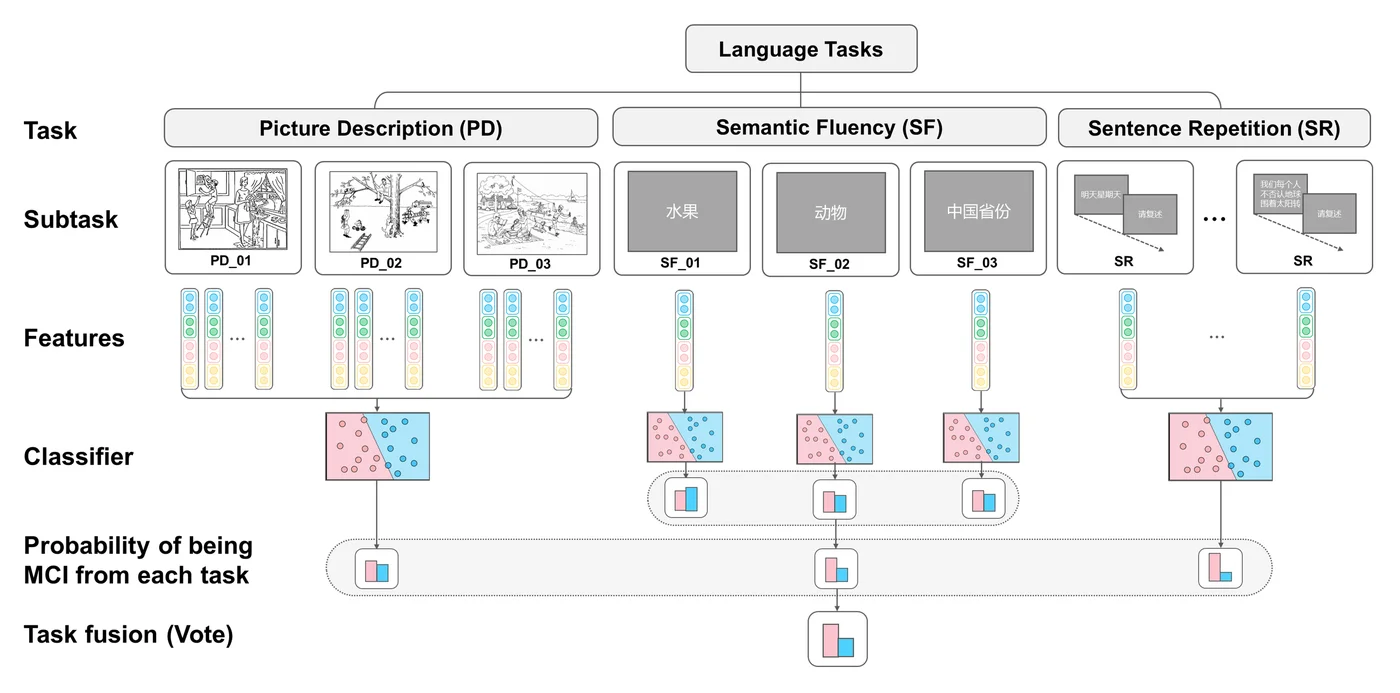 Language Tasks
Task
Picture Description (PD)
Semantic Fluency (SF)
Sentence Repetition (SR)
Subtask
PD_01
PD_02
PD_03
水果
SF_01
动物
SF_02
中国省份
SF_03
明天星期天
请复述
SR
...
我们每个人
不否认地球
围着太阳转
请复述
SR
Features
...
...
...
...
Classifier
Probability of being
MCI from each task
Task fusion (Vote)